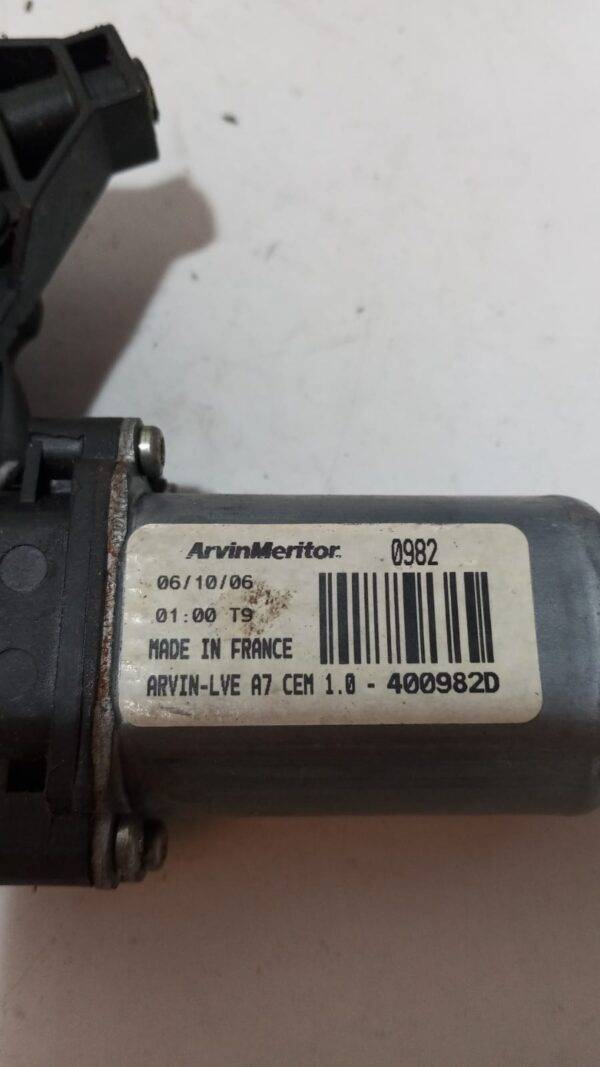 ArvinMeritor. 0982
06/10/06
01:00 T9
MADE IN FRANCE
ARVIN-LVE A7 CEM 1.0 - 400982D